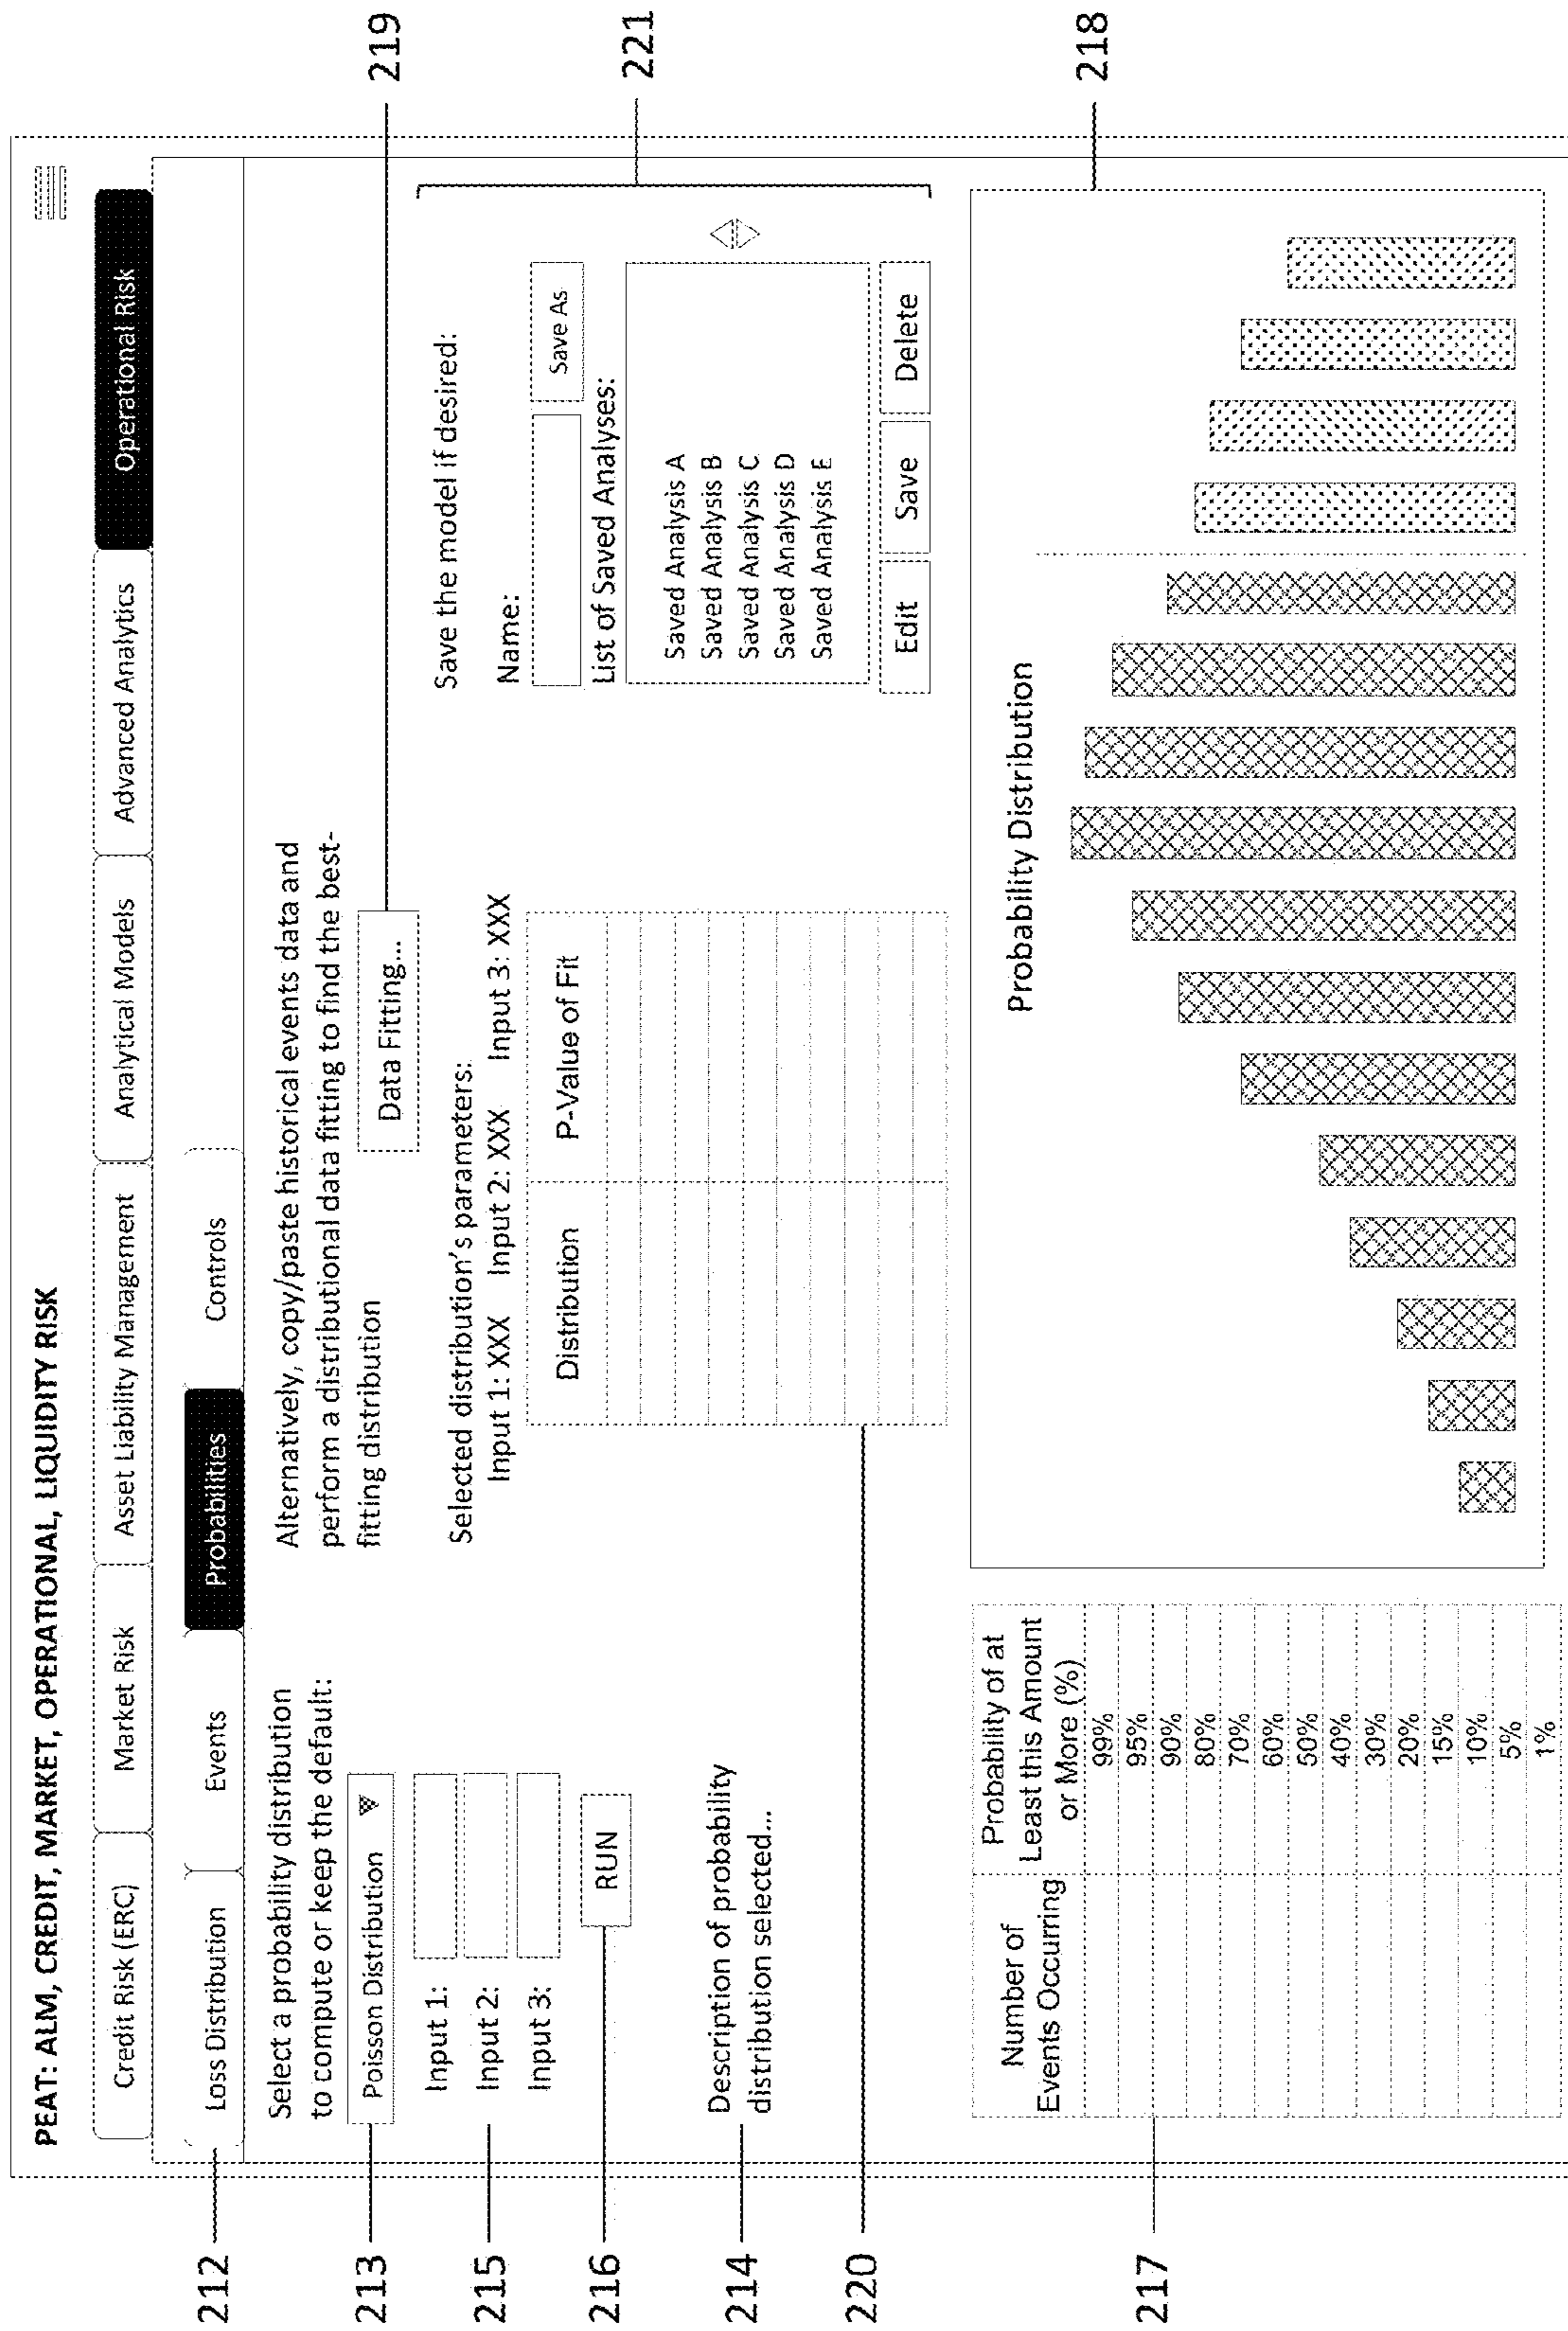 PEAT: ALM, CREDIT, MARKET, OPERATIONAL, LIQUIDITY RISK
Credit Risk (ERC)
Market Risk
Asset Liability Management
Analytical Models
Advanced Analytics
Operational Risk
212
Loss Distribution
Events
Probabilities
Controls
Select a probability distribution
to compute or keep the default:
213
Poisson Distribution
215
Input 1:
Input 2:
Input 3:
216
RUN
214
Description of probability
distribution selected...
Alternatively, copy/paste historical events data and
perform a distributional data fitting to find the best-
fitting distribution
Data Fitting...
219
Selected distribution's parameters:
Input 1: XXX Input 2: XXX Input 3: XXX
220
Distribution P-Value of Fit
Save the model if desired:
Name:
Save As
List of Saved Analyses:
Saved Analysis A
Saved Analysis B
Saved Analysis C
Saved Analysis D
Saved Analysis E
Edit
Save
Delete
221
217
Number of
Events Occurring
Probability of at
Least this Amount
or More (%)
99%
95%
90%
80%
70%
60%
50%
40%
30%
20%
15%
10%
5%
1%
Probability Distribution
218